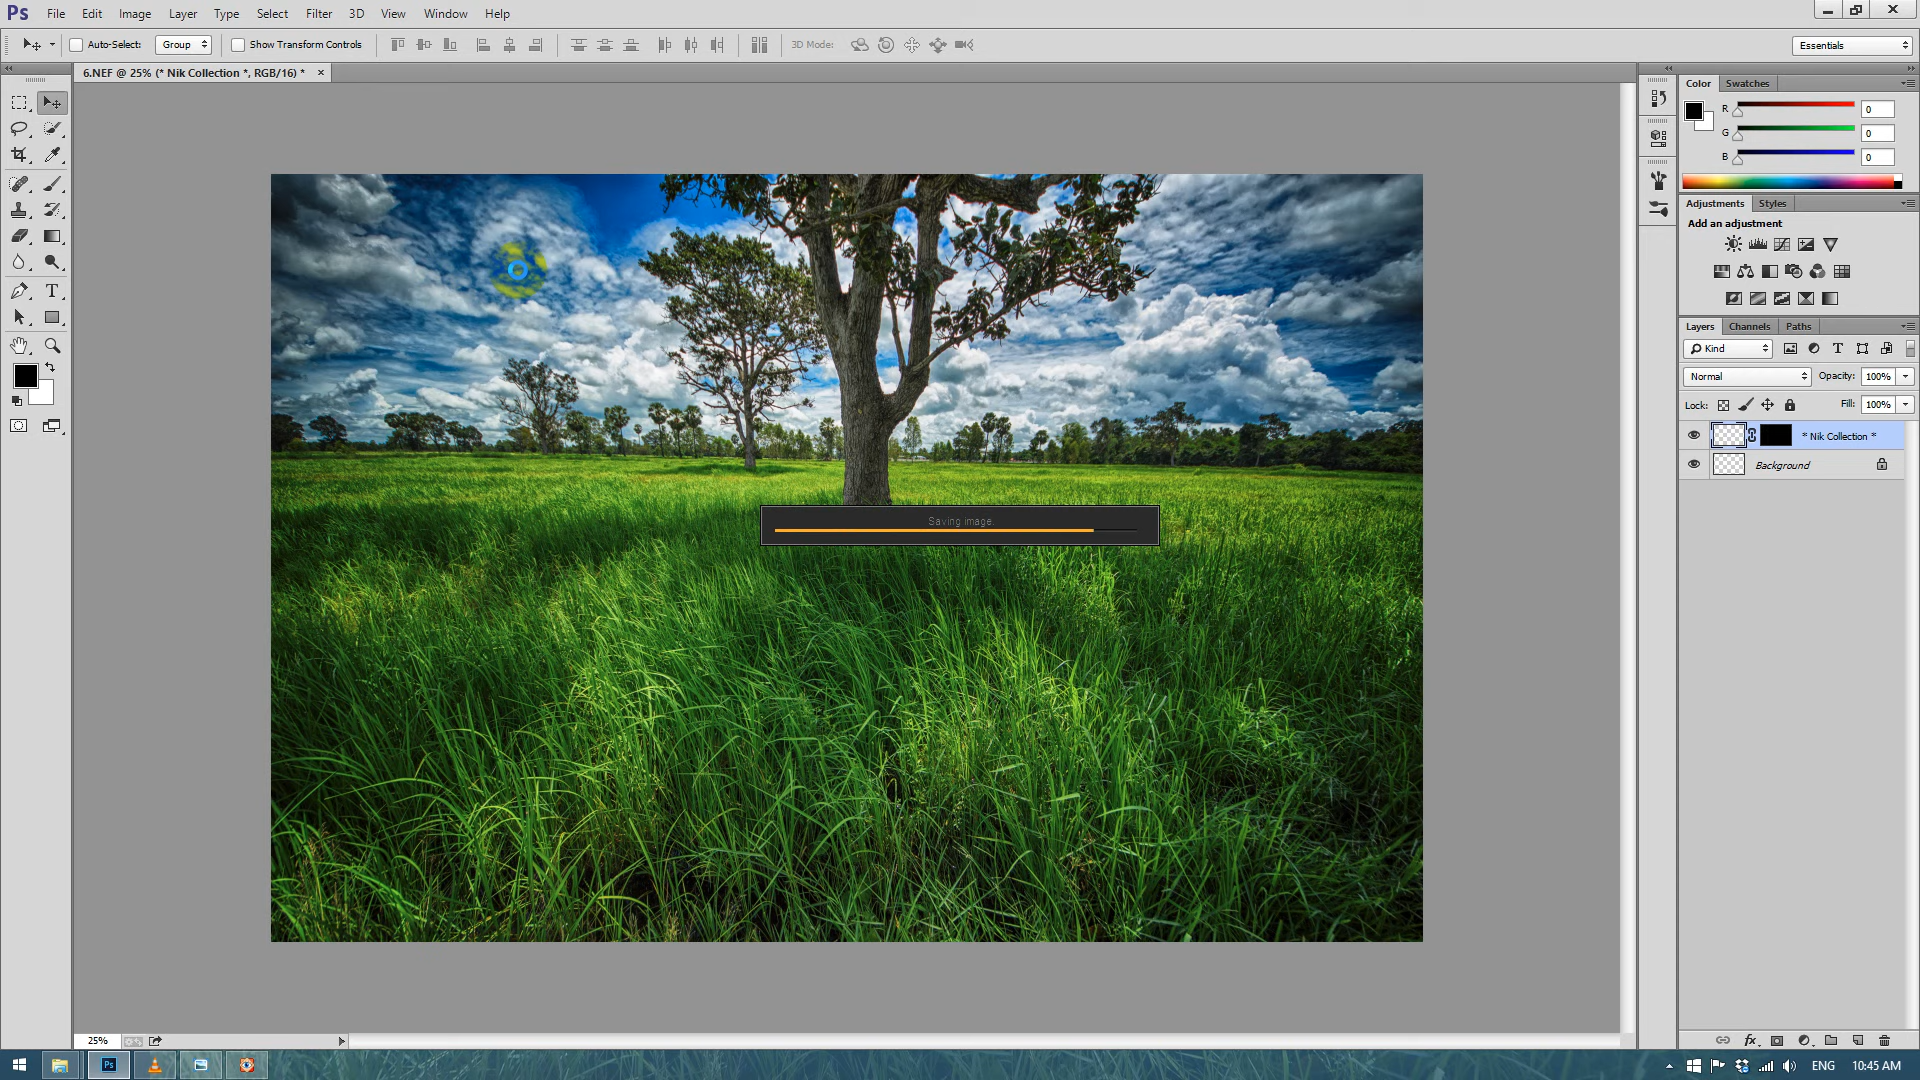 Ps File Edit Image Layer Type Select Filter 3D View Window Help
Auto-Select: Group Show Transform Controls 3D Mode: Essentials
6.NEF @ 25% (* Nik Collection *, RGB/16) * ×
Color Swatches
R 0
G 0
B 0
Adjustments Styles
Add an adjustment
Layers Channels Paths
Kind
Normal Opacity: 100%
Lock: Fill: 100%
* Nik Collection *
Background
Saving image.
25%
fx
Ps ENG 10:45 AM